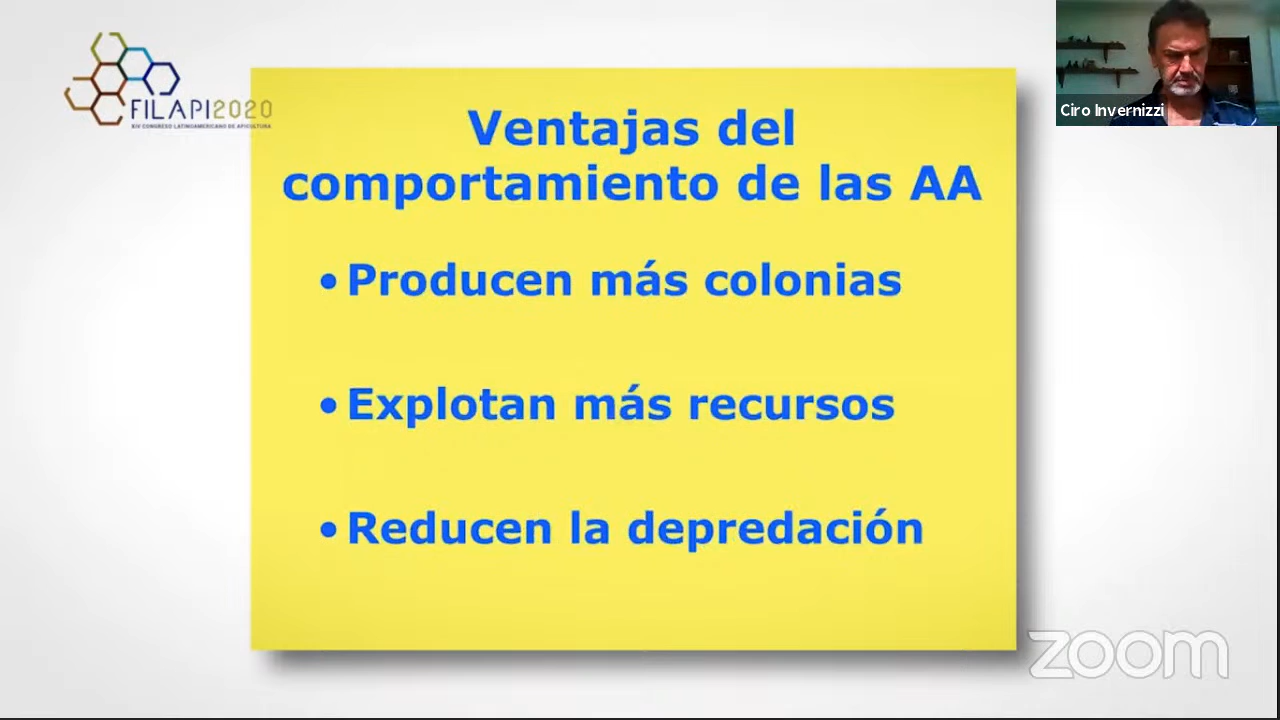 FILAPI2020
XIV CONGRESO LATINOAMERICANO DE APICULTURA
Ciro Invernizzi
Ventajas del
comportamiento de las AA
• Producen más colonias
• Explotan más recursos
• Reducen la depredación
zoom